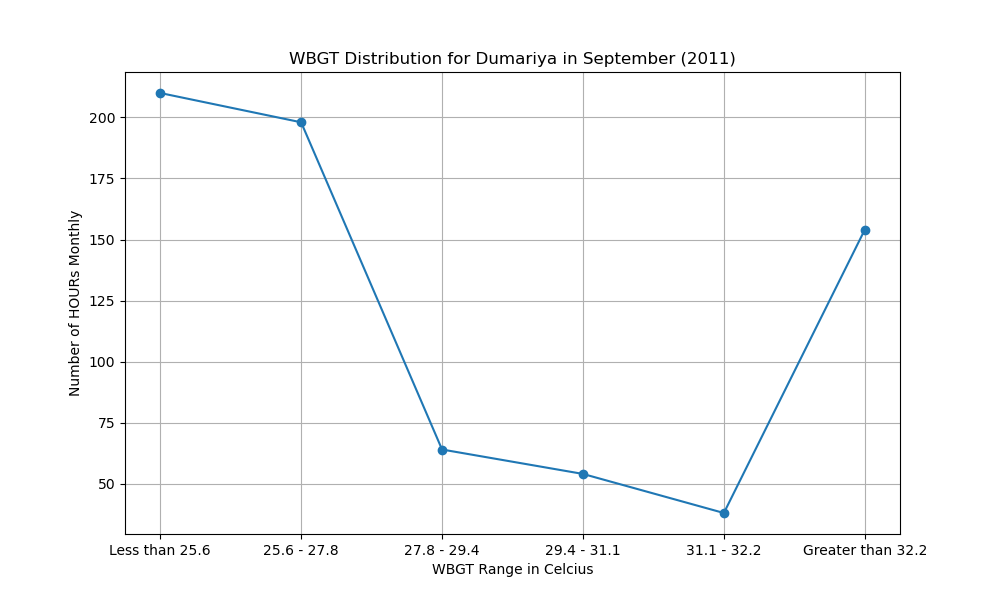 WBGT Distribution for Dumariya in September (2011)
Number of HOURs Monthly
200
175
150
125
100
75
50
Less than 25.6
25.6 - 27.8
27.8 - 29.4
29.4 - 31.1
31.1 - 32.2
Greater than 32.2
WBGT Range in Celcius